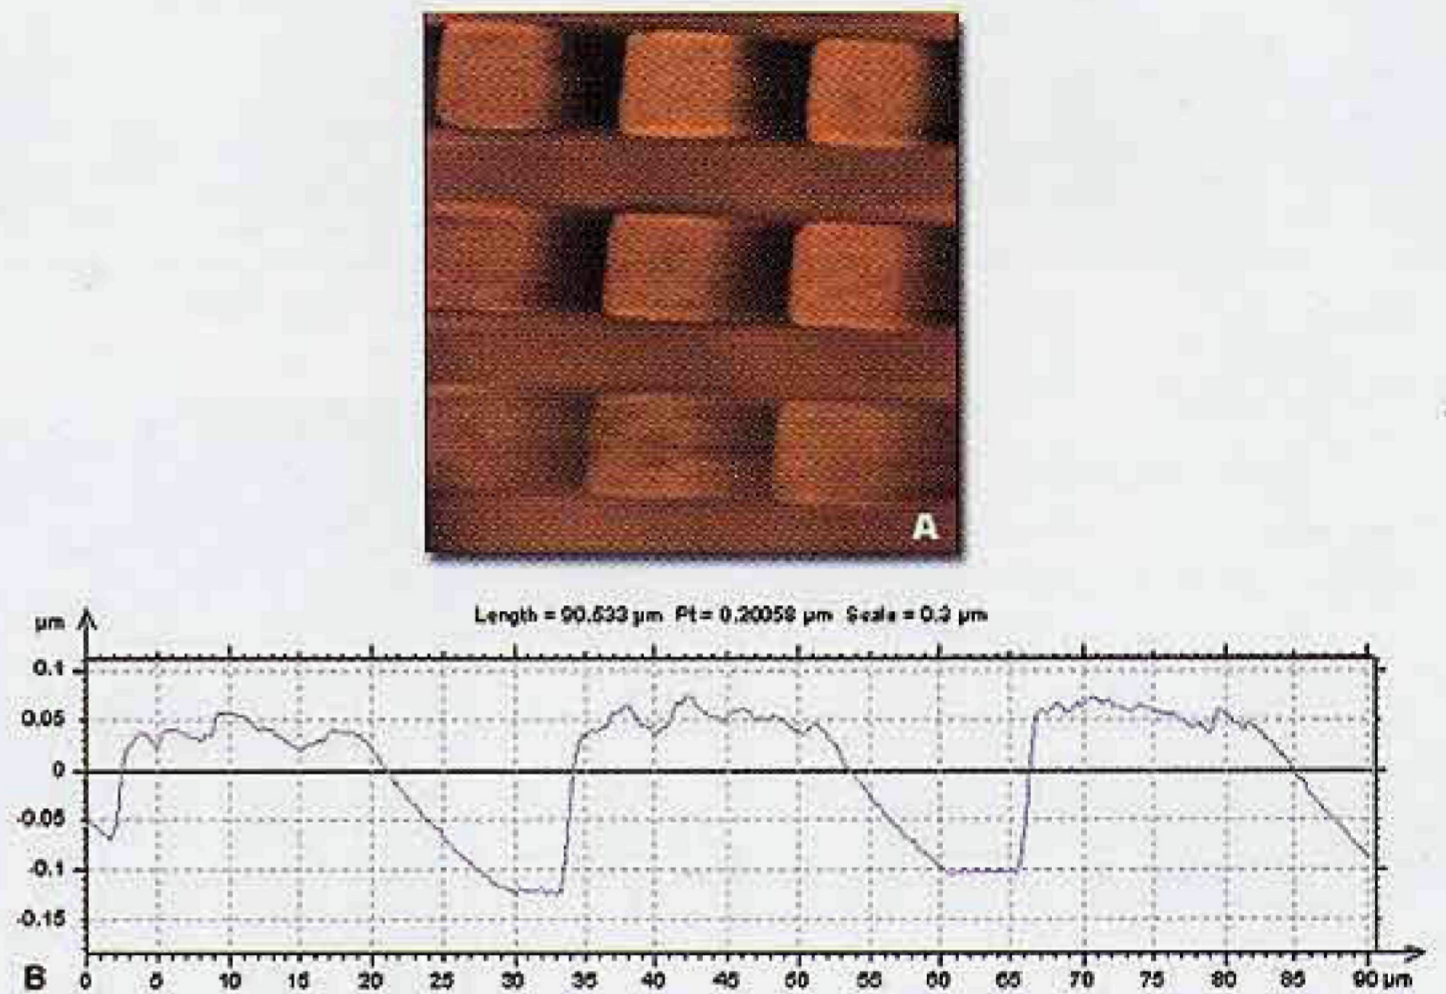 A
Length = 90.533 µm Pt = 0.20058 µm Scale = 0.3 µm
µm
0.1
0.05
0
-0.05
-0.1
-0.15
0 5 10 15 20 25 30 35 40 45 50 55 60 65 70 75 80 85 90 µm
B